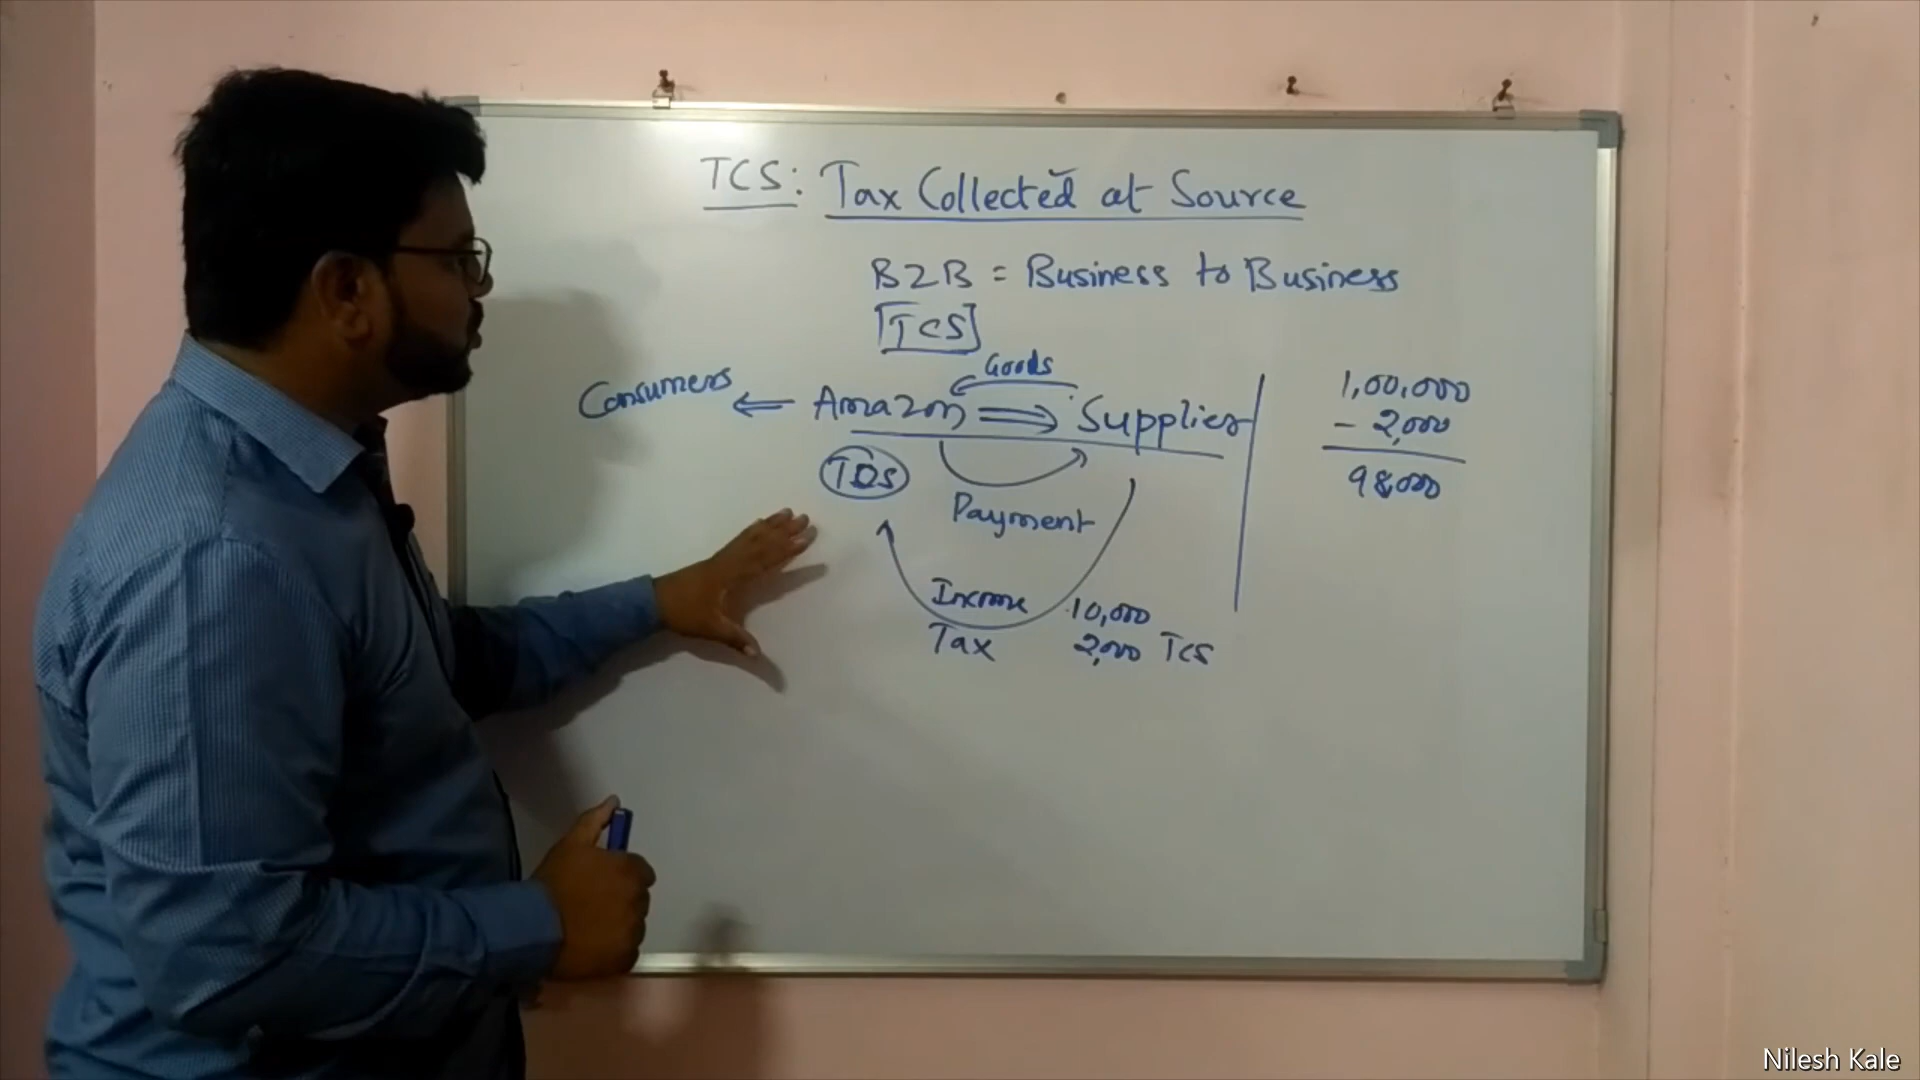 TCS: Tax Collected at Source
B2B = Business to Business
[TCS]
Goods
Consumers ⇐ Amazon ⇒ Supplier
TDS
Payment
Income
Tax
10,000
2,000 TCS
1,00,000
- 2,000
98,000
Nilesh Kale